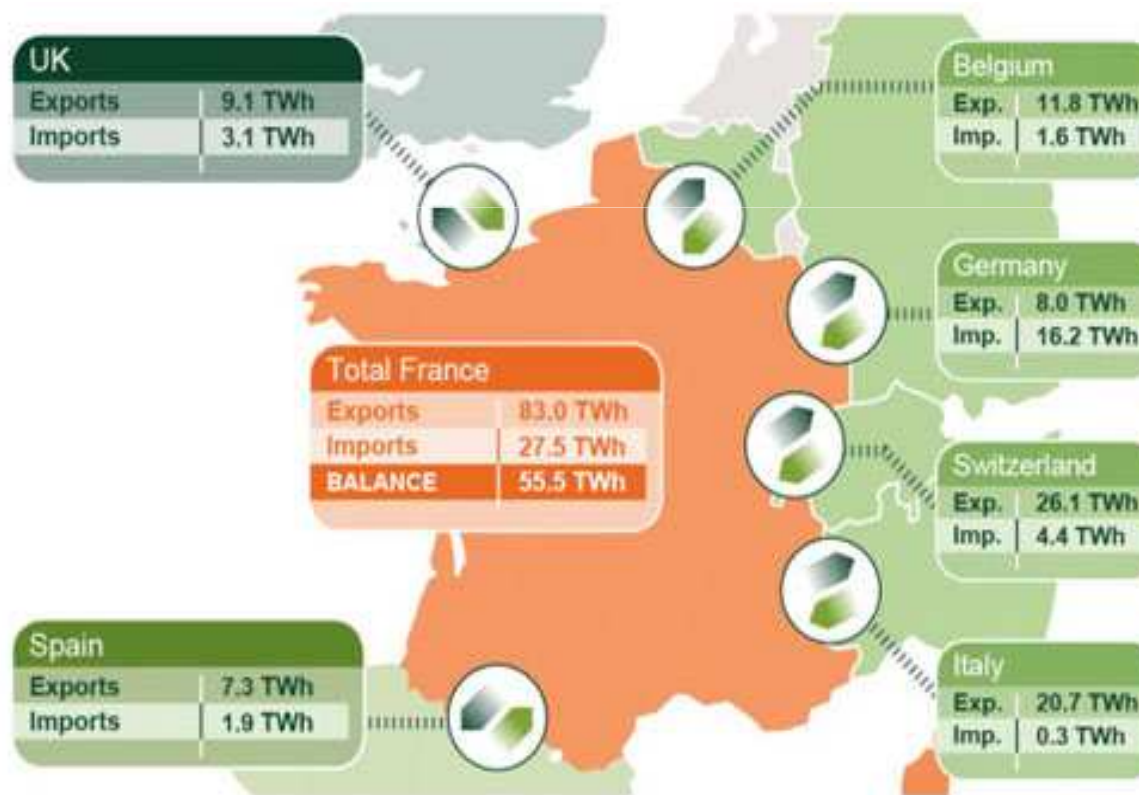 UK
Exports 9.1 TWh
Imports 3.1 TWh
Belgium
Exp. 11.8 TWh
Imp. 1.6 TWh
Germany
Exp. 8.0 TWh
Imp. 16.2 TWh
Total France
Exports 83.0 TWh
Imports 27.5 TWh
BALANCE 55.5 TWh
Switzerland
Exp. 26.1 TWh
Imp. 4.4 TWh
Spain
Exports 7.3 TWh
Imports 1.9 TWh
Italy
Exp. 20.7 TWh
Imp. 0.3 TWh